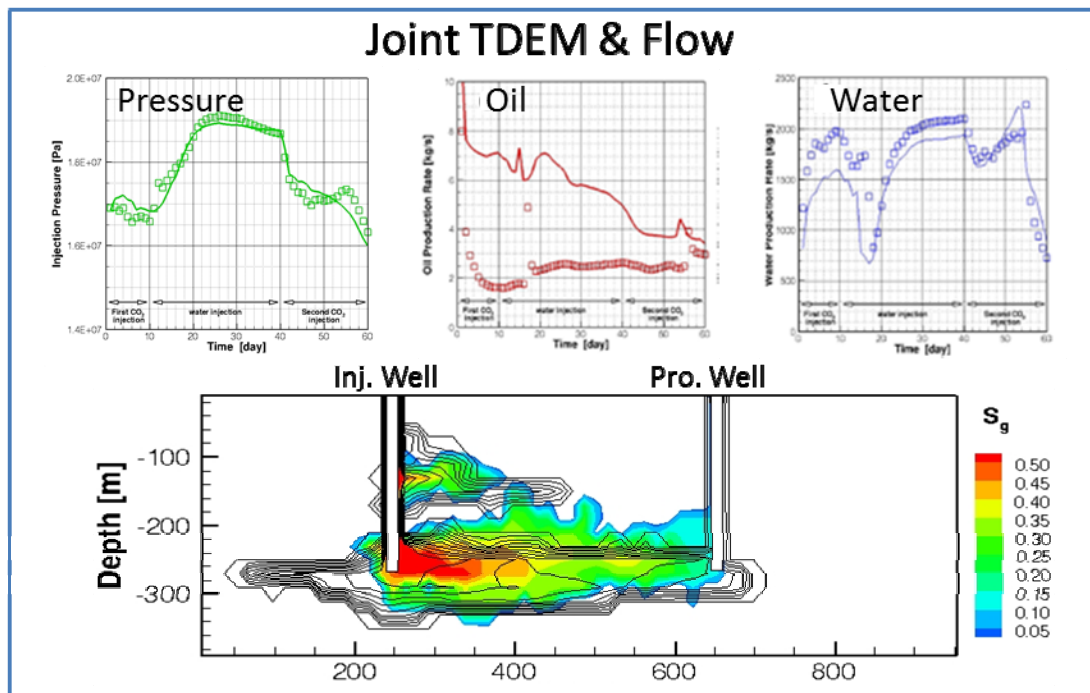 Joint TDEM & Flow
Pressure
2.0E+07
1.8E+07
1.6E+07
1.4E+07
Injection Pressure [Pa]
First CO2 injection
water injection
Second CO2 injection
0 10 20 30 40 50 60
Time [day]
Oil
10
8
6
4
2
0
Oil Production Rate [kg/s]
First CO2 injection
water injection
Second CO2 injection
0 10 20 30 40 50 60
Time [day]
Water
2500
2000
1500
1000
500
0
Water Production Rate [kg/s]
First CO2 injection
water injection
Second CO2 injection
0 10 20 30 40 50 60
Time [day]
Inj. Well
Pro. Well
Depth [m]
-100
-200
-300
200 400 600 800
Sg
0.50
0.45
0.40
0.35
0.30
0.25
0.20
0.15
0.10
0.05